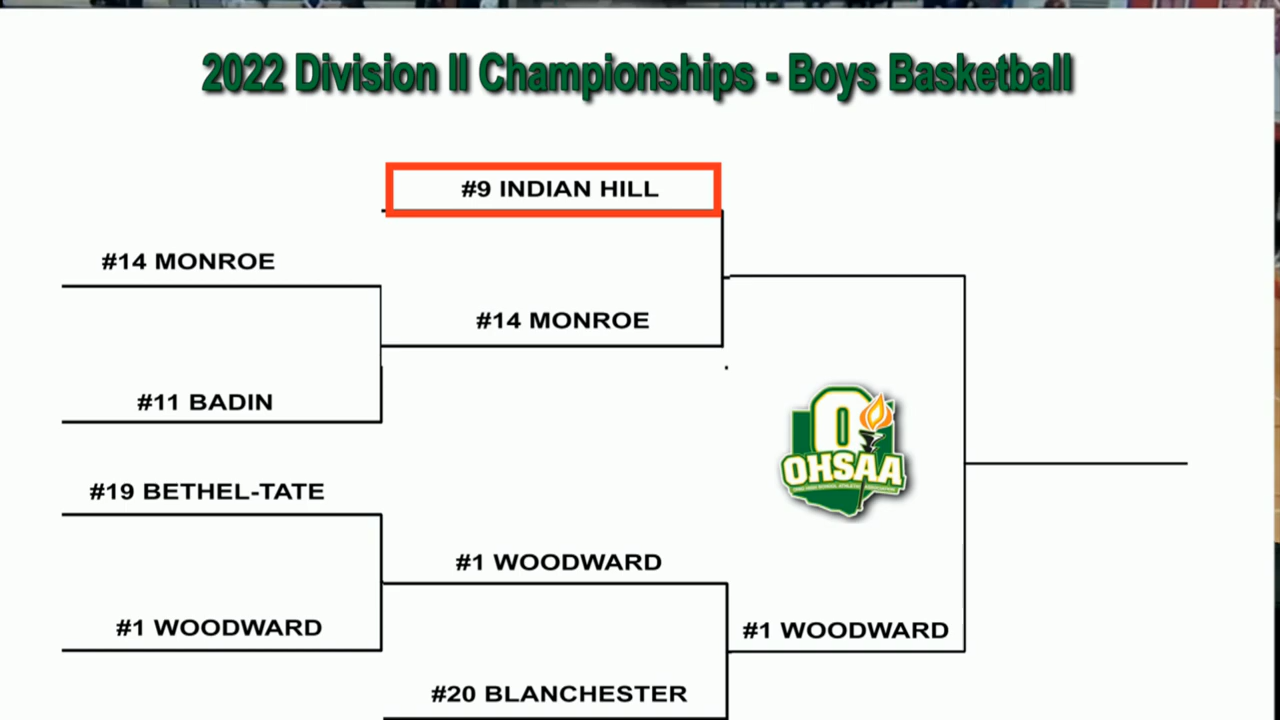 2022 Division II Championships - Boys Basketball
#9 INDIAN HILL
#14 MONROE
#14 MONROE
#11 BADIN
#19 BETHEL-TATE
#1 WOODWARD
#1 WOODWARD
#1 WOODWARD
#20 BLANCHESTER
O
OHSAA